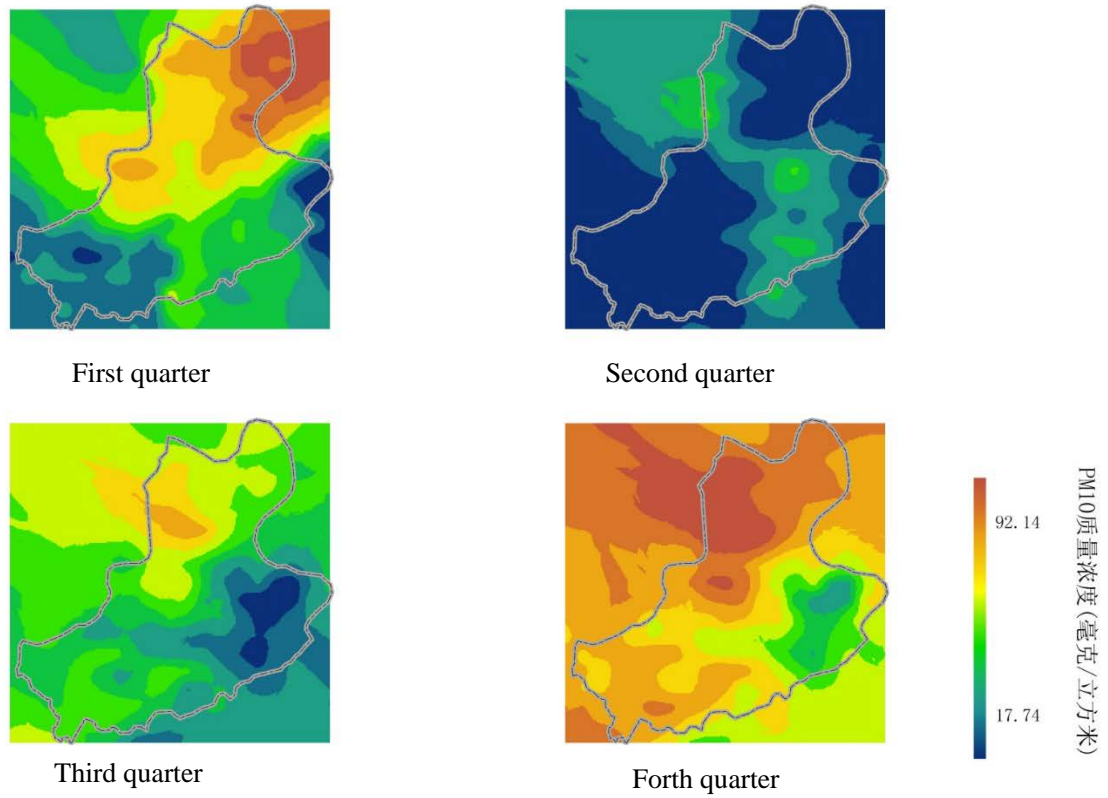 First quarter
Second quarter
Third quarter
Forth quarter
92.14
17.74
PM10质量浓度(毫克/立方米)